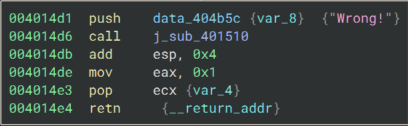 004014d1 push data_404b5c {var_8} {"Wrong!"}
004014d6 call j_sub_401510
004014db add esp, 0x4
004014de mov eax, 0x1
004014e3 pop ecx {var_4}
004014e4 retn {__return_addr}